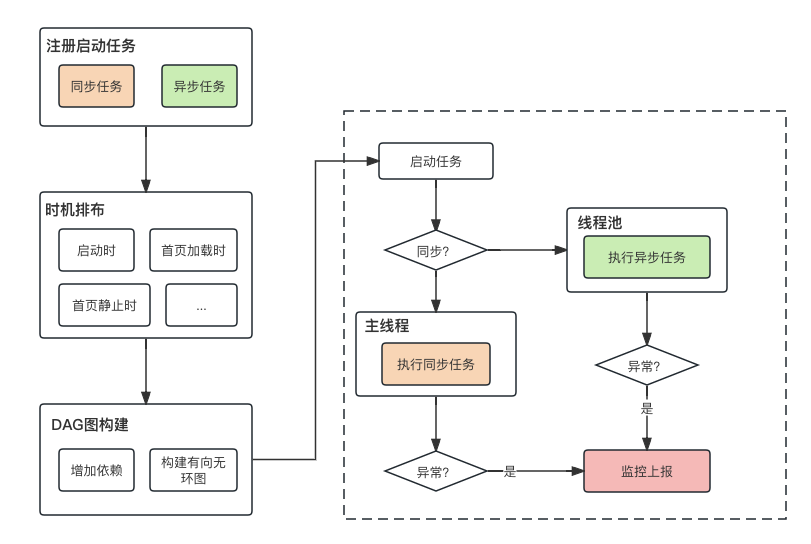 注册启动任务
同步任务
异步任务
时机排布
启动时
首页加载时
首页静止时
...
DAG图构建
增加依赖
构建有向无
环图
启动任务
同步?
线程池
执行异步任务
主线程
执行同步任务
异常?
是
异常?
是
监控上报